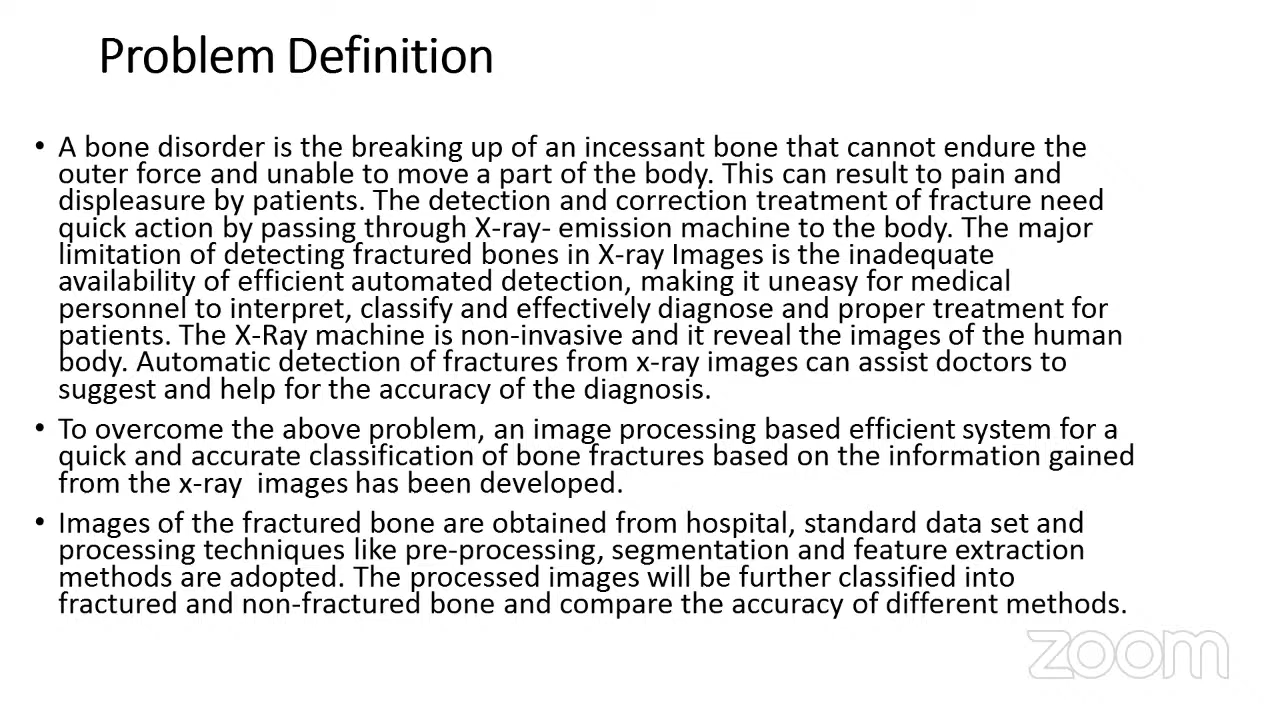 Problem Definition
• A bone disorder is the breaking up of an incessant bone that cannot endure the
outer force and unable to move a part of the body. This can result to pain and
displeasure by patients. The detection and correction treatment of fracture need
quick action by passing through X-ray- emission machine to the body. The major
limitation of detecting fractured bones in X-ray Images is the inadequate
availability of efficient automated detection, making it uneasy for medical
personnel to interpret, classify and effectively diagnose and proper treatment for
patients. The X-Ray machine is non-invasive and it reveal the images of the human
body. Automatic detection of fractures from x-ray images can assist doctors to
suggest and help for the accuracy of the diagnosis.
• To overcome the above problem, an image processing based efficient system for a
quick and accurate classification of bone fractures based on the information gained
from the x-ray  images has been developed.
• Images of the fractured bone are obtained from hospital, standard data set and
processing techniques like pre-processing, segmentation and feature extraction
methods are adopted. The processed images will be further classified into
fractured and non-fractured bone and compare the accuracy of different methods.
zoom